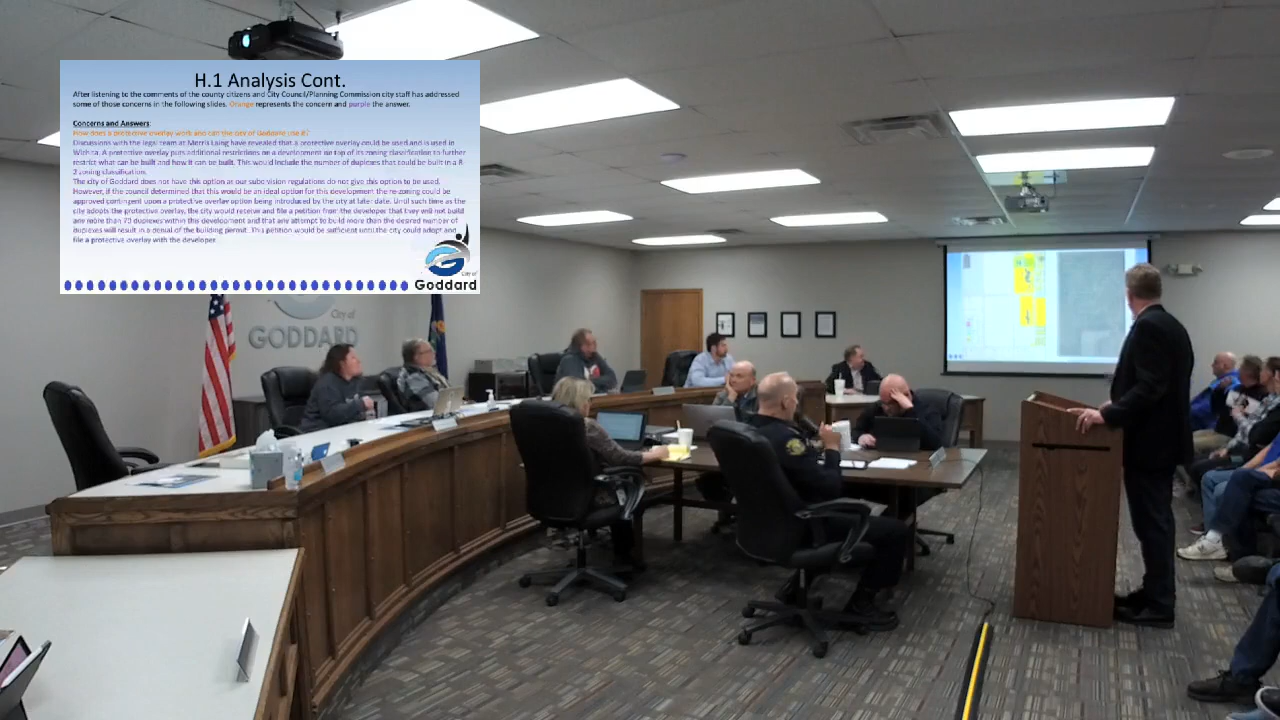 H.1 Analysis Cont.
After listening to the comments of the county citizens and City Council/Planning Commission city staff has addressed
some of those concerns in the following slides. Orange represents the concern and purple the answer.
Concerns and Answers:
How does a protective overlay work and can the city of Goddard use it?
Discussions with the legal team at Morris Laing have revealed that a protective overlay could be used and is used in
Wichita. A protective overlay puts additional restrictions on a development on top of its zoning classification to further
restrict what can be built and how it can be built. This would include the number of duplexes that could be built in a R-
2 zoning classification.
The city of Goddard does not have this option as our subdivision regulations do not give this option to be used.
However, if the council determined that this would be an ideal option for this development the re-zoning could be
approved contingent upon a protective overlay option being introduced by the city at later date. Until such time as the
city adopts the protective overlay, the city would receive and file a petition from the developer that they will not build
any more than 73 duplexes within this development and that any attempt to build more than the desired number of
duplexes will result in a denial of the building permit. This petition would be sufficient until the city could adopt and
file a protective overlay with the developer.
City of
Goddard
City of
GODDARD